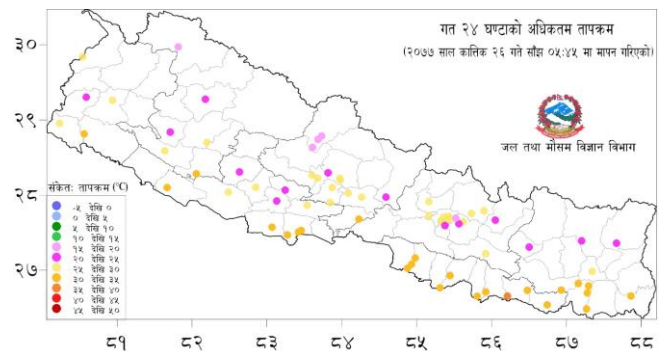 गत २४ घण्टाको अधिकतम तापक्रम
(२०७७ साल कात्तिक २६ गते साँझ ०५:४५ मा मापन गरिएको)
जल तथा मौसम विज्ञान विभाग
३०
२९
२८
२७
संकेतः तापक्रम (°C)
-५ देखि ०
० देखि ५
५ देखि १०
१० देखि १५
१५ देखि २०
२० देखि २५
२५ देखि ३०
३० देखि ३५
३५ देखि ४०
४० देखि ४५
४५ देखि ५०
८१ ८२ ८३ ८४ ८५ ८६ ८७ ८८